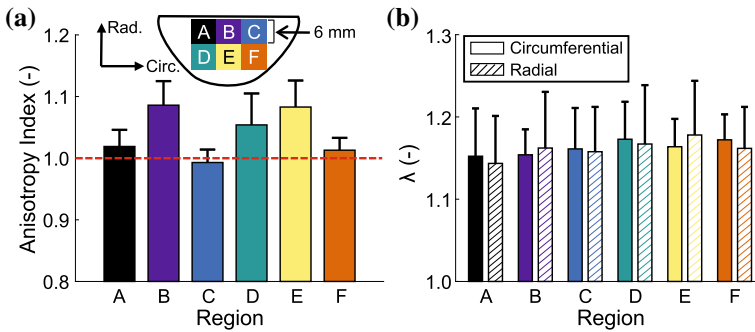 (a)
Rad.
Circ.
A B C
D E F
6 mm
Anisotropy Index (-)
1.2
1.1
1.0
0.9
0.8
A B C D E F
Region
(b)
Circumferential
Radial
λ (-)
1.3
1.2
1.1
1.0
A B C D E F
Region